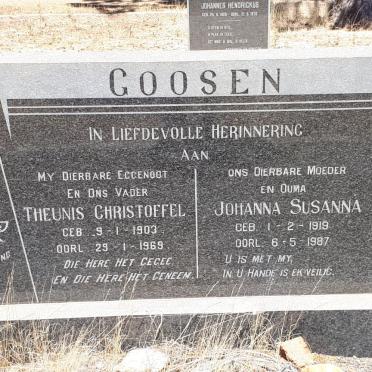 JOHANNES HENDRICKUS
GOOSEN
IN LIEFDEVOLLE HERINNERING
AAN
MY DIERBARE EGGENOOT
EN ONS VADER
THEUNIS CHRISTOFFEL
GEB. 9-1-1903
OORL. 29-1-1969
DIE HERE HET GEGEE
EN DIE HERE HET GENEEM.
ONS DIERBARE MOEDER
EN OUMA
JOHANNA SUSANNA
GEB. 1-2-1919
OORL. 6-5-1987
U IS MET MY,
IN U HANDE IS EK VEILIG.